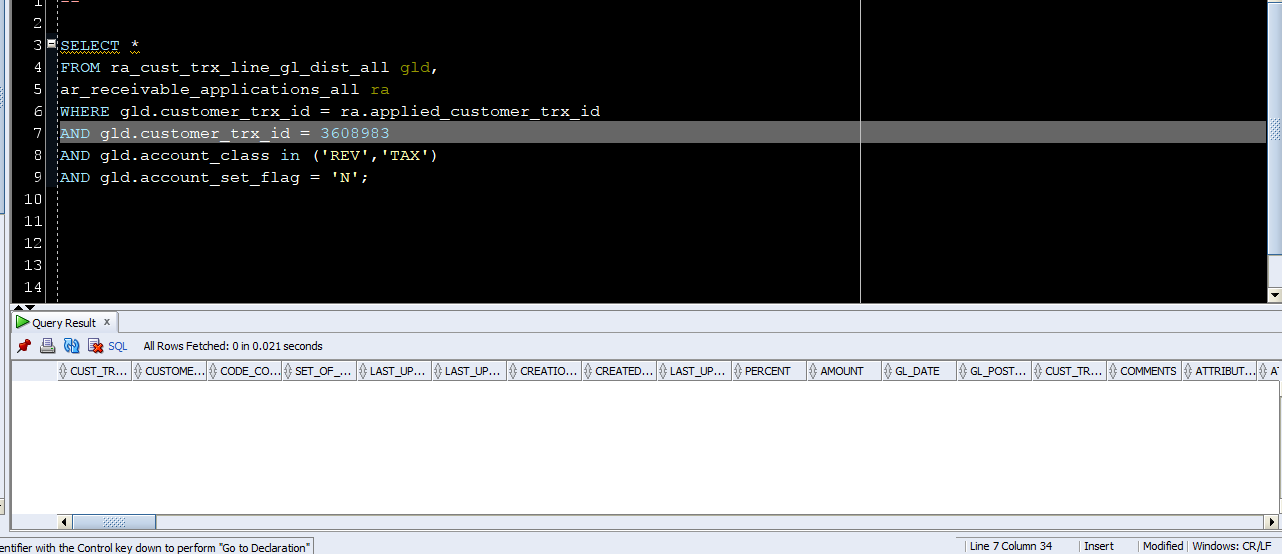 1 --
2
3 SELECT *
4 FROM ra_cust_trx_line_gl_dist_all gld,
5 ar_receivable_applications_all ra
6 WHERE gld.customer_trx_id = ra.applied_customer_trx_id
7 AND gld.customer_trx_id = 3608983
8 AND gld.account_class in ('REV','TAX')
9 AND gld.account_set_flag = 'N';
10
11
12
13
14
Query Result x
SQL All Rows Fetched: 0 in 0.021 seconds
CUST_TR... CUSTOME... CODE_CO... SET_OF_... LAST_UP... LAST_UP... CREATIO... CREATED... LAST_UP... PERCENT AMOUNT GL_DATE GL_POST... CUST_TR... COMMENTS ATTRIBUT...
entifier with the Control key down to perform "Go to Declaration" Line 7 Column 34 Insert Modified Windows: CR/LF